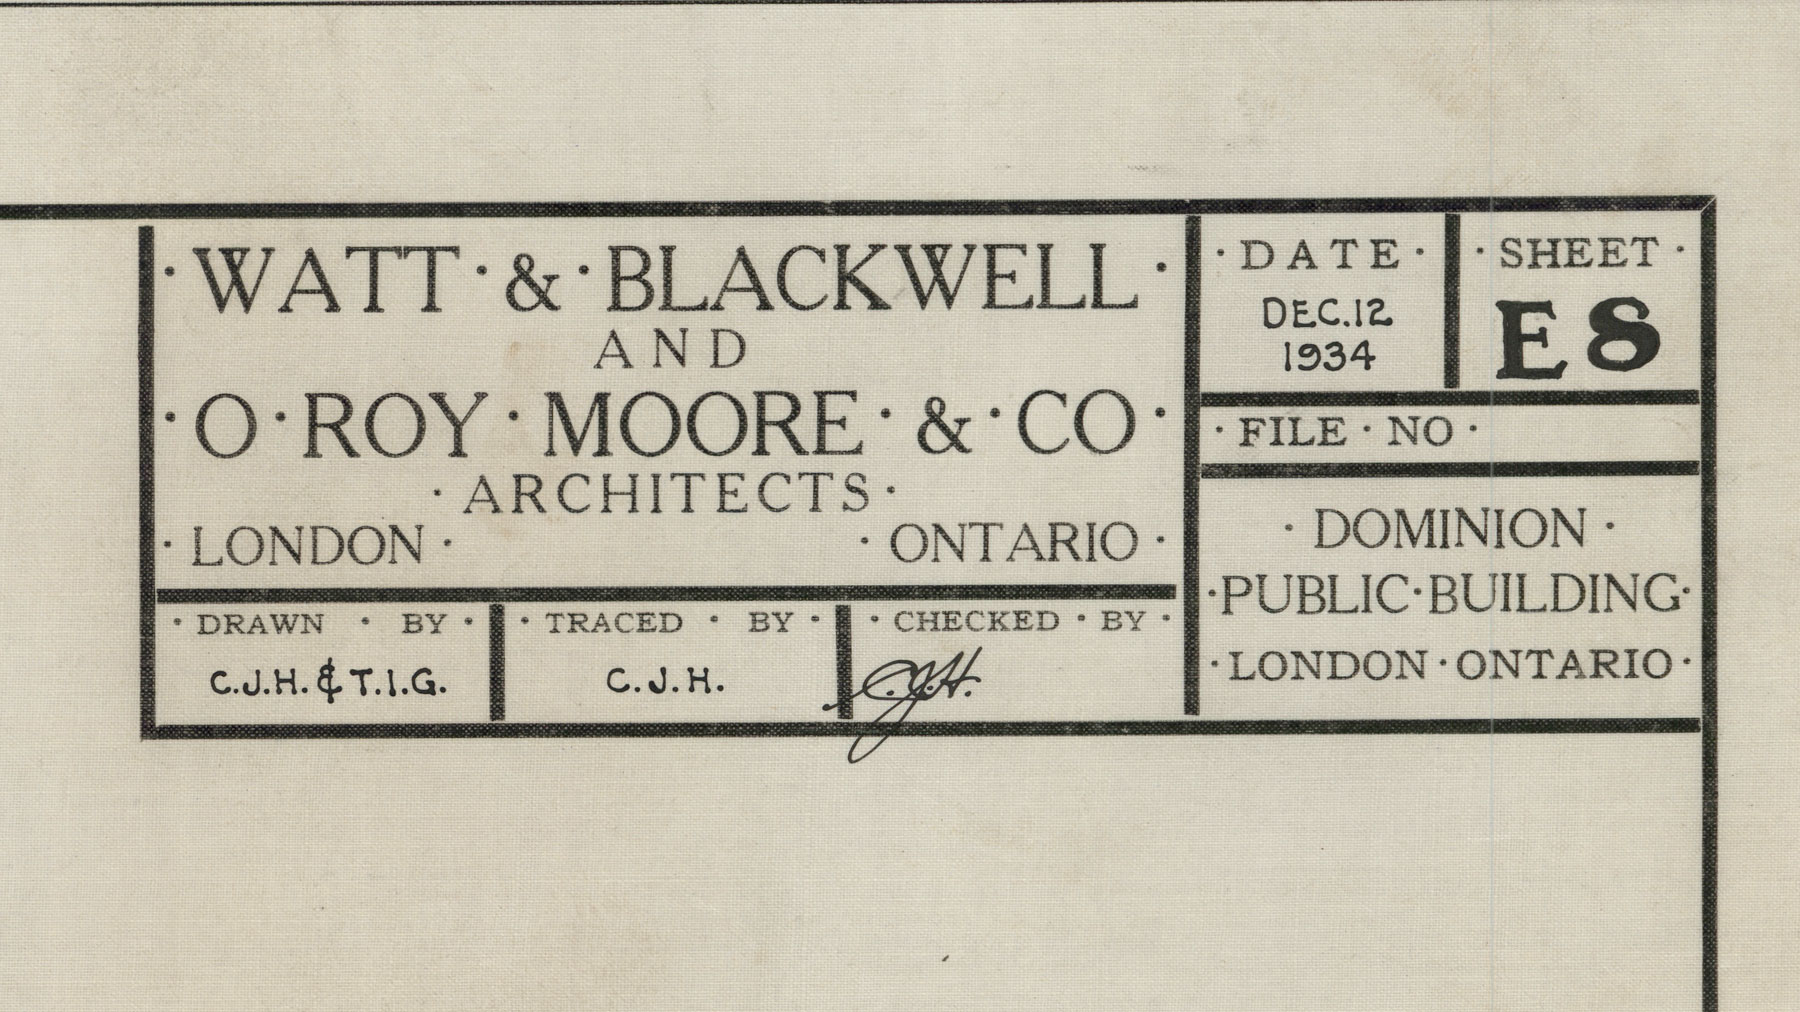 ·WATT·&·BLACKWELL·
AND
·O·ROY·MOORE·&·CO·
·ARCHITECTS·
·LONDON· ·ONTARIO·
·DRAWN·BY·
C.J.H. & T.I.G.
·TRACED·BY·
C.J.H.
·CHECKED·BY·
C.J.H.
·DATE·
DEC.12
1934
·SHEET·
E8
·FILE·NO·
·DOMINION·
·PUBLIC·BUILDING·
·LONDON·ONTARIO·